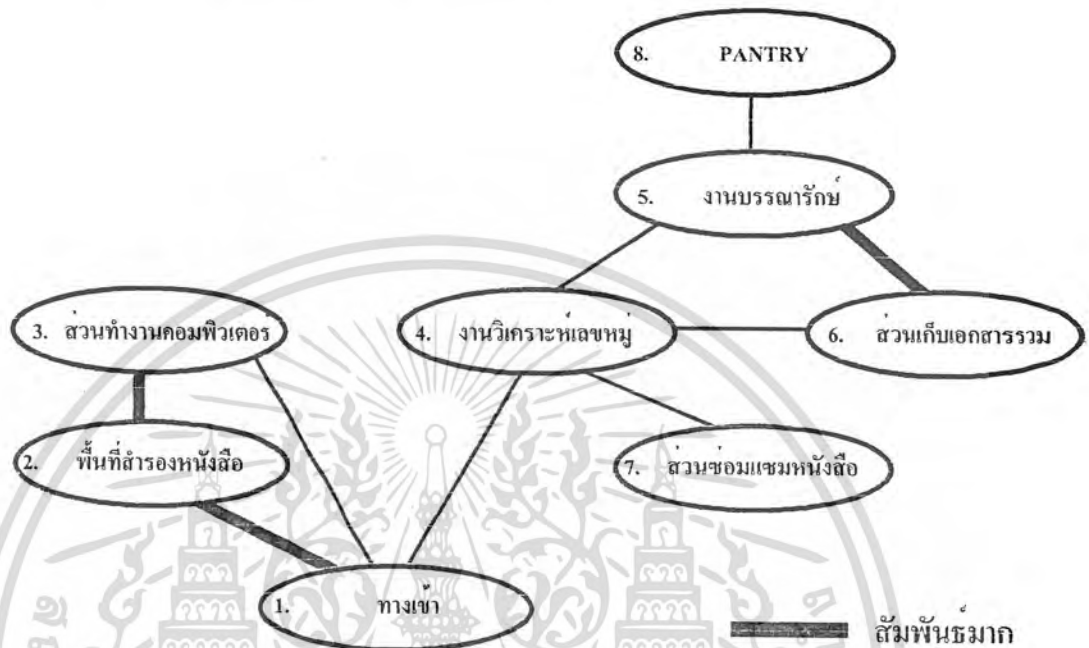 8. PANTRY
5. งานบรรณารักษ์
3. ส่วนทำงานคอมพิวเตอร์
4. งานวิเคราะห์เลขหมู่
6. ส่วนเก็บเอกสารรวม
2. พื้นที่สำรองหนังสือ
7. ส่วนซ่อมแซมหนังสือ
1. ทางเข้า
สัมพันธ์มาก